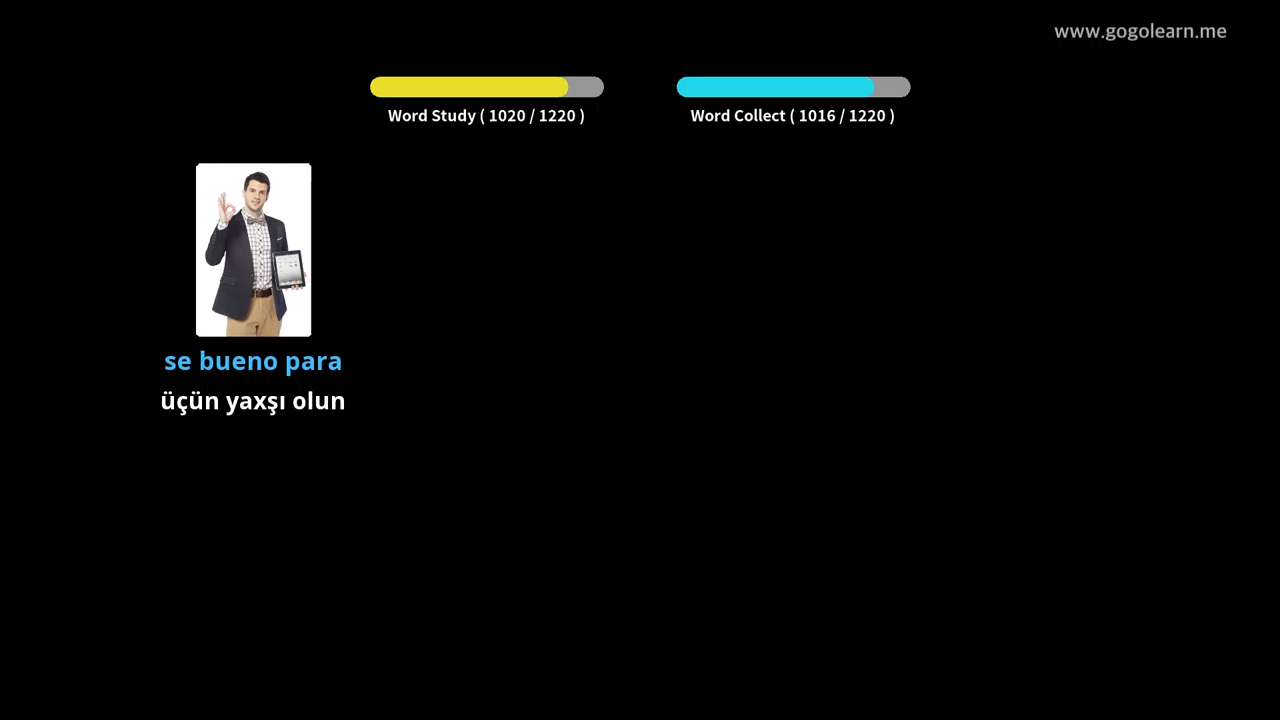 www.gogolearn.me
Word Study ( 1020 / 1220 )
Word Collect ( 1016 / 1220 )
se bueno para
üçün yaxşı olun